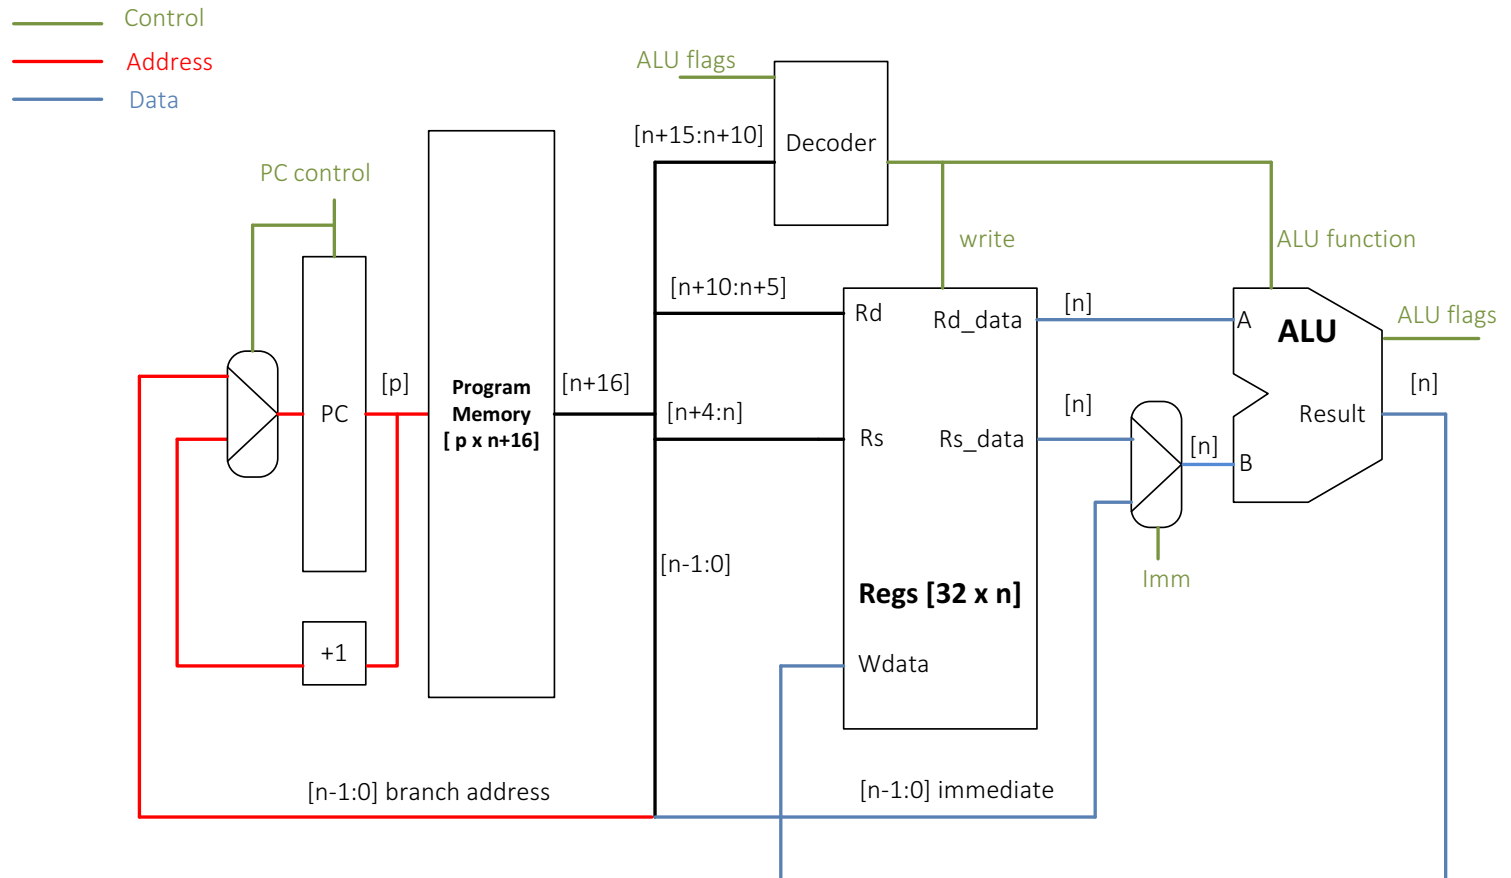 Control
Address
Data
ALU flags
[n+15:n+10]
Decoder
PC control
write
ALU function
[n+10:n+5]
Rd
Rd_data
[n]
A
ALU
ALU flags
[p]
PC
Program
Memory
[ p x n+16]
[n+16]
[n+4:n]
Rs
Rs_data
[n]
[n]
B
Result
[n]
[n-1:0]
Imm
Regs [32 x n]
+1
Wdata
[n-1:0] branch address
[n-1:0] immediate